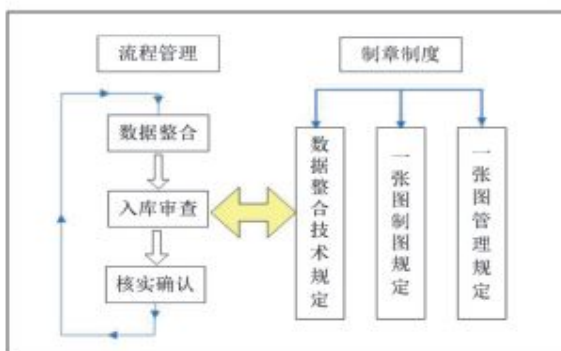 流程管理
制章制度
数据整合
入库审查
核实确认
数据整合技术规定
一张图制图规定
一张图管理规定